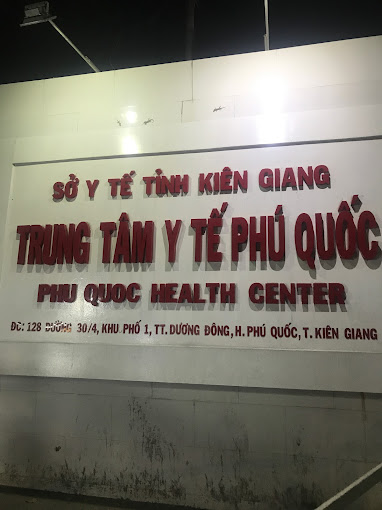 SỞ Y TẾ TỈNH KIÊN GIANG
TRUNG TÂM Y TẾ PHÚ QUỐC
PHU QUOC HEALTH CENTER
ĐC: 128 ĐƯỜNG 30/4, KHU PHỐ 1, TT. DƯƠNG ĐÔNG, H. PHÚ QUỐC, T. KIÊN GIANG